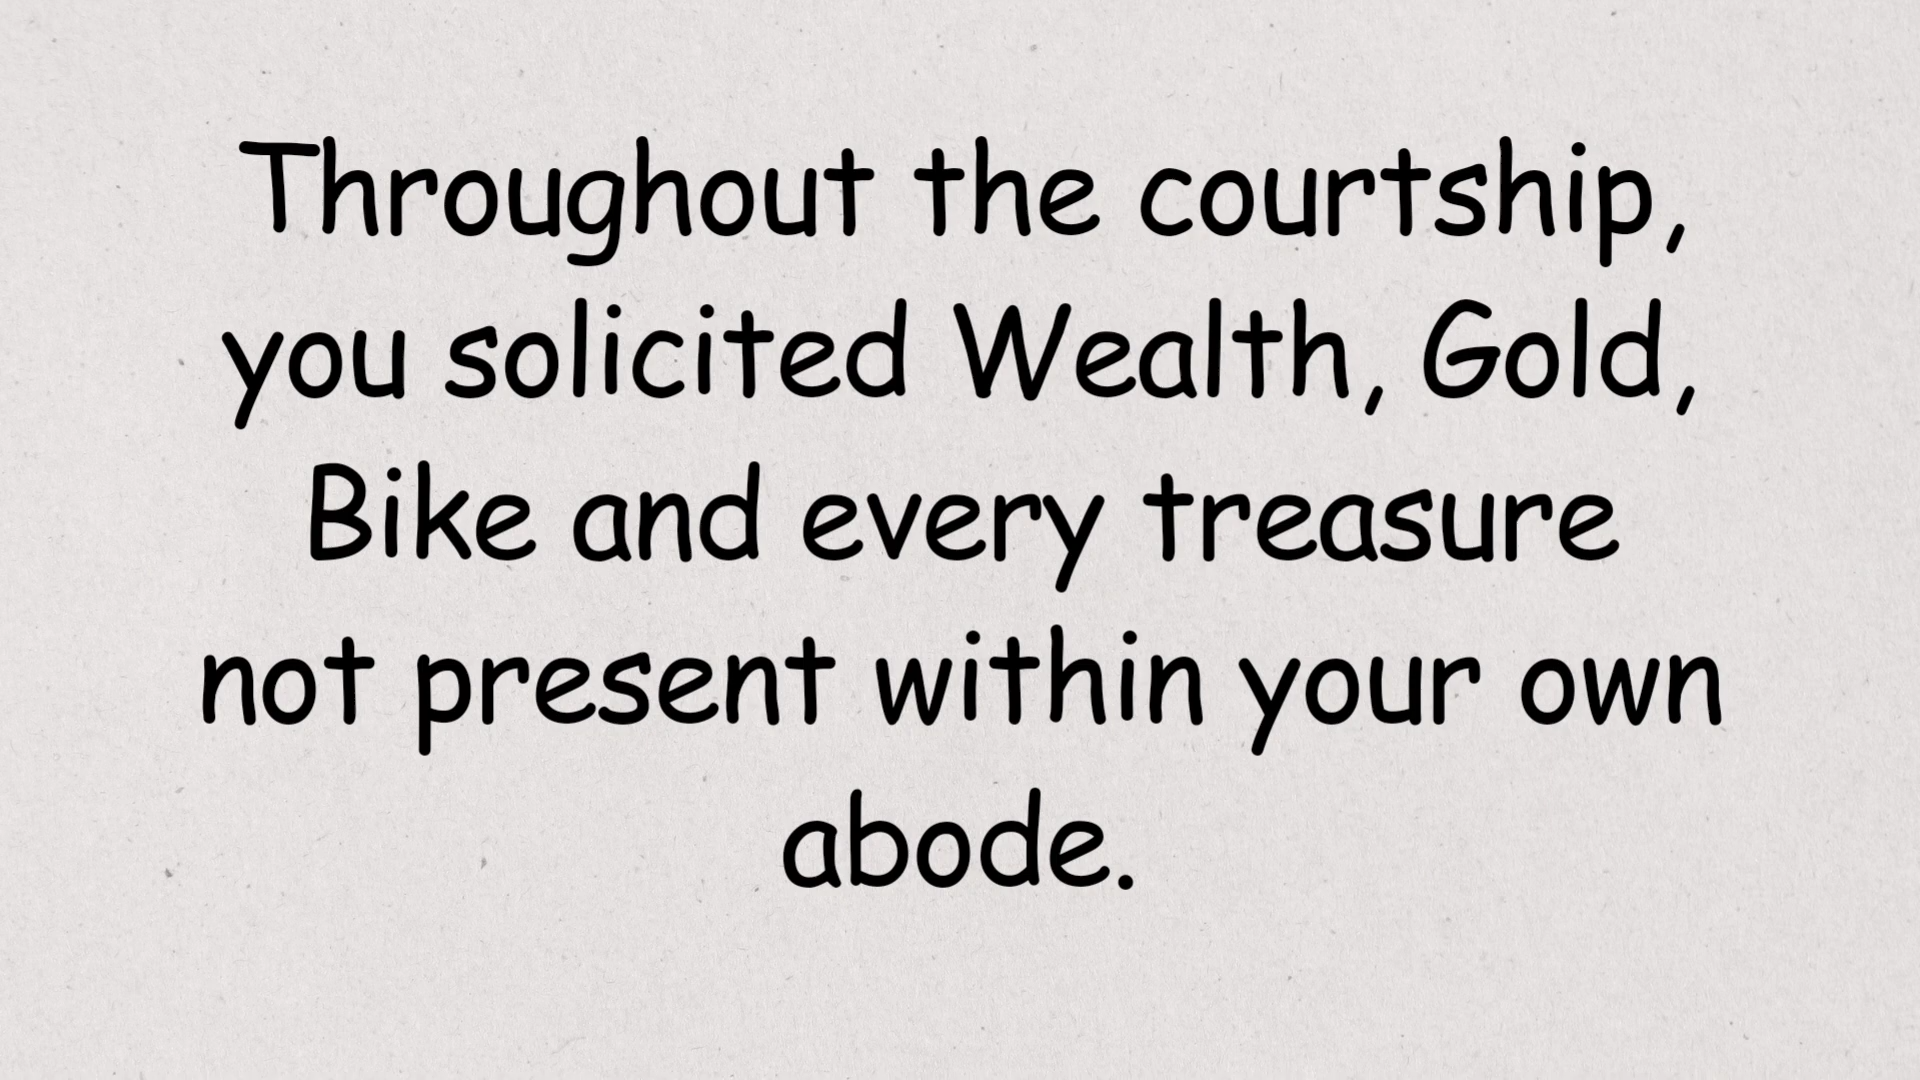 Throughout the courtship,
you solicited Wealth, Gold,
Bike and every treasure
not present within your own
abode.